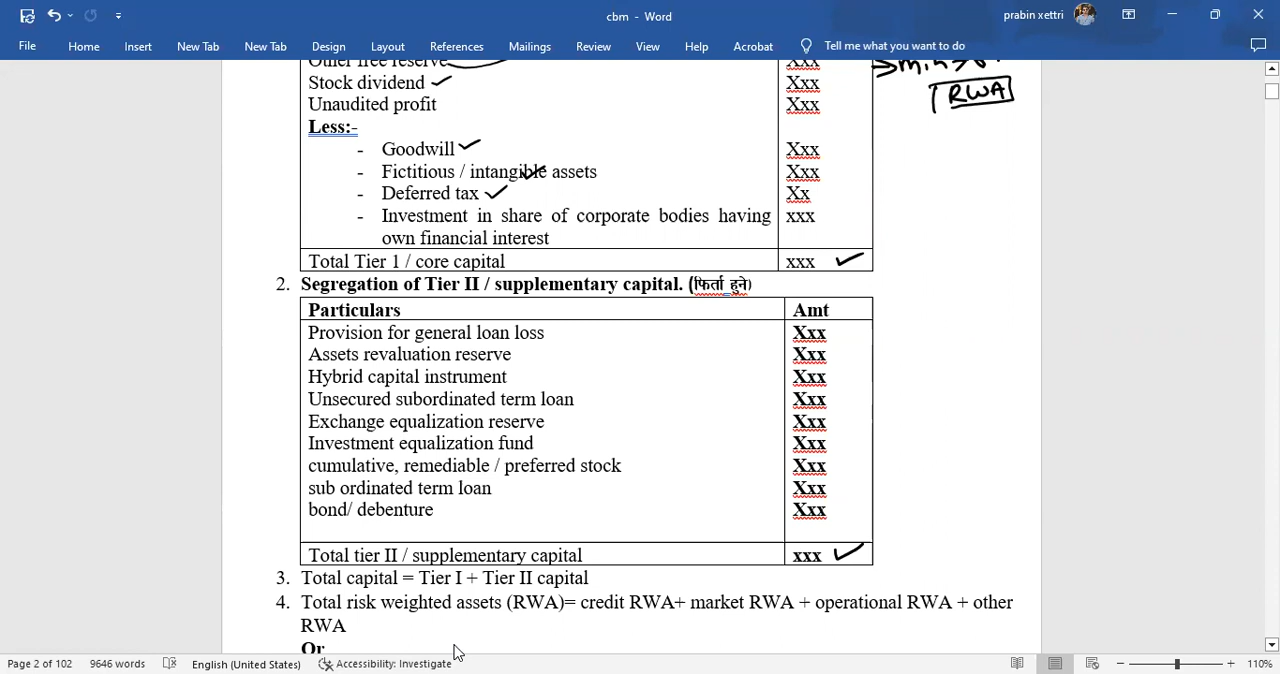 cbm - Word
prabin xettri
File Home Insert New Tab New Tab Design Layout References Mailings Review View Help Acrobat Tell me what you want to do
Other free reserve Xxx
Stock dividend Xxx
RWA
Unaudited profit Xxx
Less:-
- Goodwill Xxx
- Fictitious / intangible assets Xxx
- Deferred tax Xx
- Investment in share of corporate bodies having xxx
own financial interest
Total Tier 1 / core capital xxx
2. Segregation of Tier II / supplementary capital. (फिर्ता हुने)
Particulars Amt
Provision for general loan loss Xxx
Assets revaluation reserve Xxx
Hybrid capital instrument Xxx
Unsecured subordinated term loan Xxx
Exchange equalization reserve Xxx
Investment equalization fund Xxx
cumulative, remediable / preferred stock Xxx
sub ordinated term loan Xxx
bond/ debenture Xxx
Total tier II / supplementary capital xxx
3. Total capital = Tier I + Tier II capital
4. Total risk weighted assets (RWA)= credit RWA+ market RWA + operational RWA + other
RWA
Or
Page 2 of 102 9646 words English (United States) Accessibility: Investigate 110%